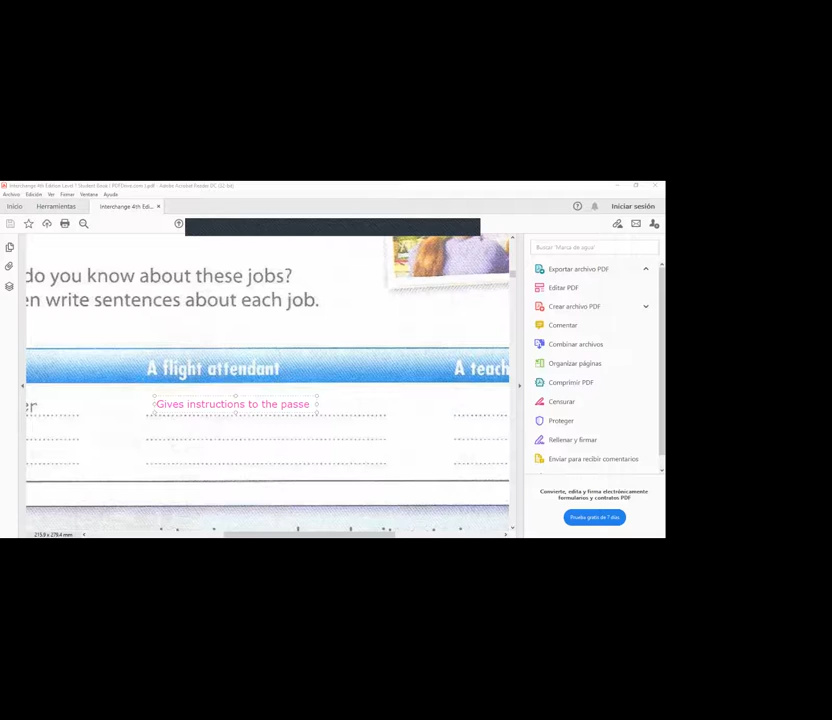 Interchange 4th Edition Level 1 Student Book ( PDFDrive.com ).pdf - Adobe Acrobat Reader DC (32-bit)
Archivo Edición Ver Firmar Ventana Ayuda
Inicio Herramientas Interchange 4th Edi... × Iniciar sesión
do you know about these jobs?
en write sentences about each job.
A flight attendant A teach
er
Gives instructions to the passe
215,9 x 279,4 mm
Buscar "Marca de agua"
Exportar archivo PDF
Editar PDF
Crear archivo PDF
Comentar
Combinar archivos
Organizar páginas
Comprimir PDF
Censurar
Proteger
Rellenar y firmar
Enviar para recibir comentarios
Convierte, edita y firma electrónicamente
formularios y contratos PDF
Prueba gratis de 7 días